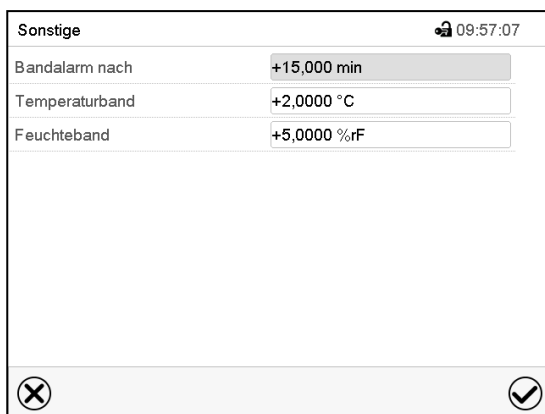 Sonstige 09:57:07
Bandalarm nach +15,000 min
Temperaturband +2,0000 °C
Feuchteband +5,0000 %rF